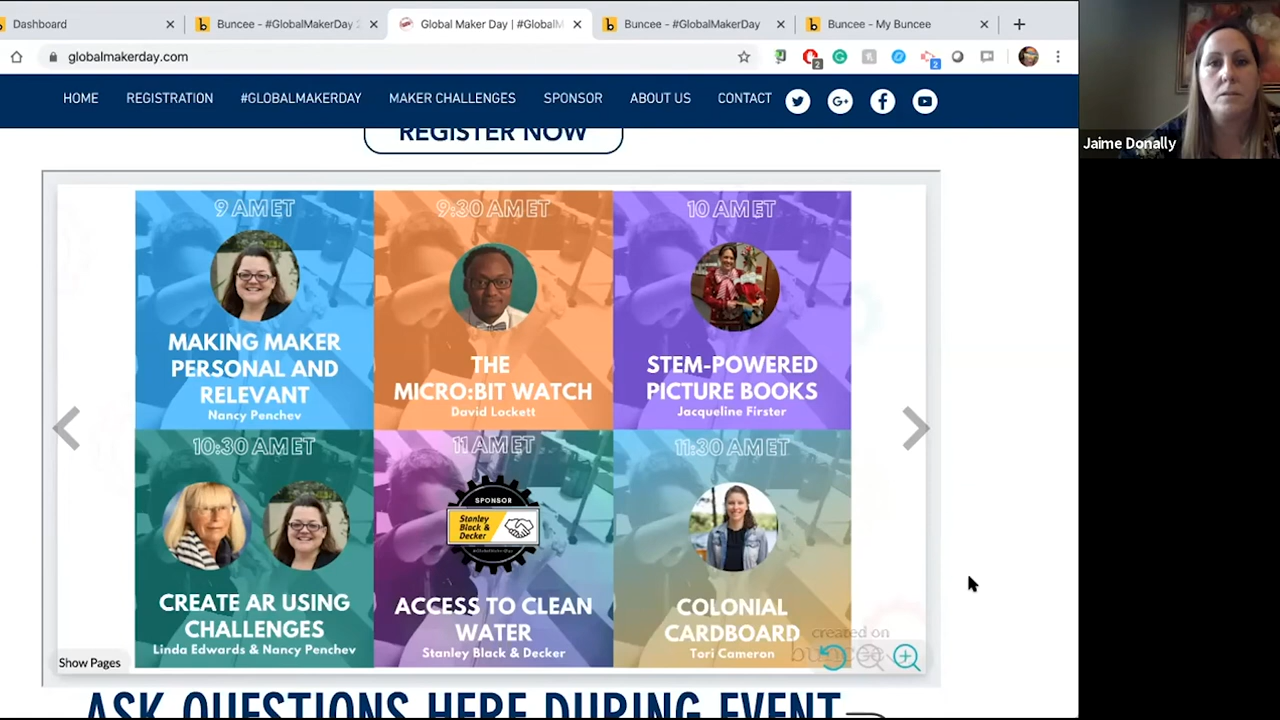 Dashboard
Buncee - #GlobalMakerDay 2
Global Maker Day | #GlobalM
Buncee - #GlobalMakerDay
Buncee - My Buncee
globalmakerday.com
2
2
HOME
REGISTRATION
#GLOBALMAKERDAY
MAKER CHALLENGES
SPONSOR
ABOUT US
CONTACT
Jaime Donally
REGISTER NOW
9 AM ET
9:30 AM ET
10 AM ET
MAKING MAKER
PERSONAL AND
RELEVANT
Nancy Penchev
THE
MICRO:BIT WATCH
David Lockett
STEM-POWERED
PICTURE BOOKS
Jacqueline Firster
10:30 AM ET
11 AM ET
11:30 AM ET
SPONSOR
Stanley
Black &
Decker
#GlobalMakerDay
CREATE AR USING
CHALLENGES
Linda Edwards & Nancy Penchev
ACCESS TO CLEAN
WATER
Stanley Black & Decker
COLONIAL
CARDBOARD
Tori Cameron
created on
buncee
Show Pages
ASK QUESTIONS HERE DURING EVENT